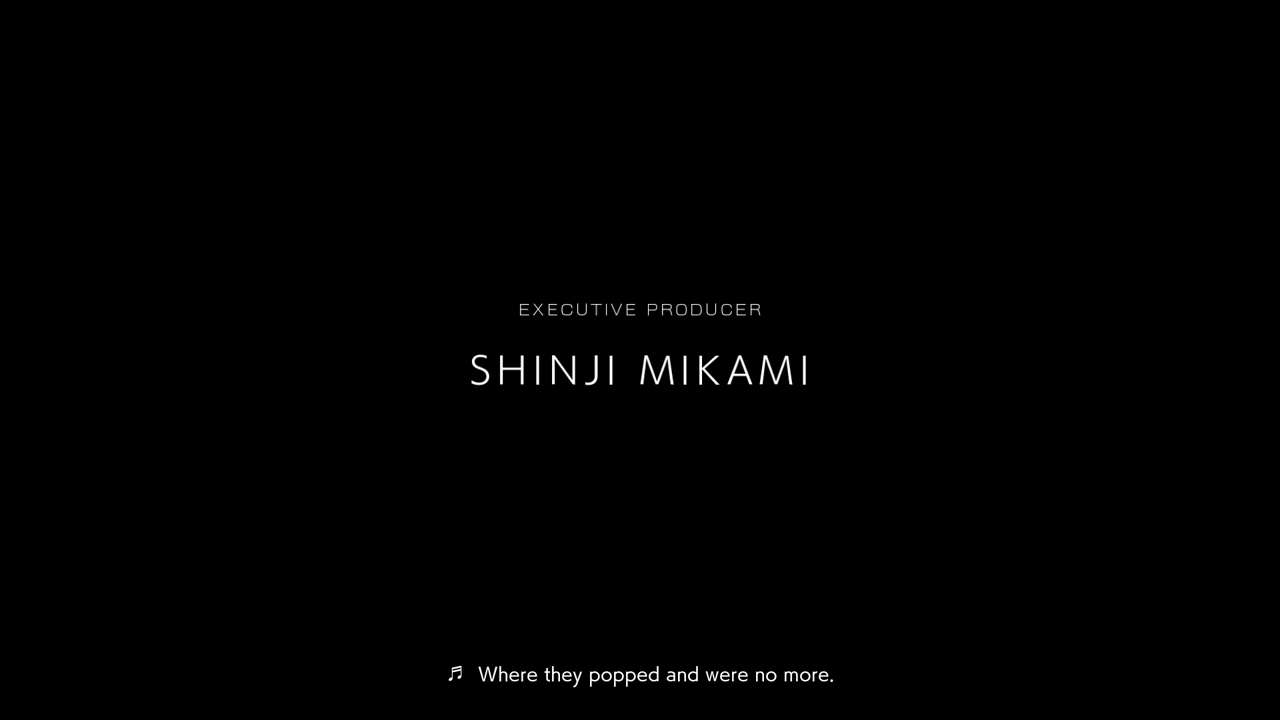 EXECUTIVE PRODUCER
SHINJI MIKAMI
♬ Where they popped and were no more.